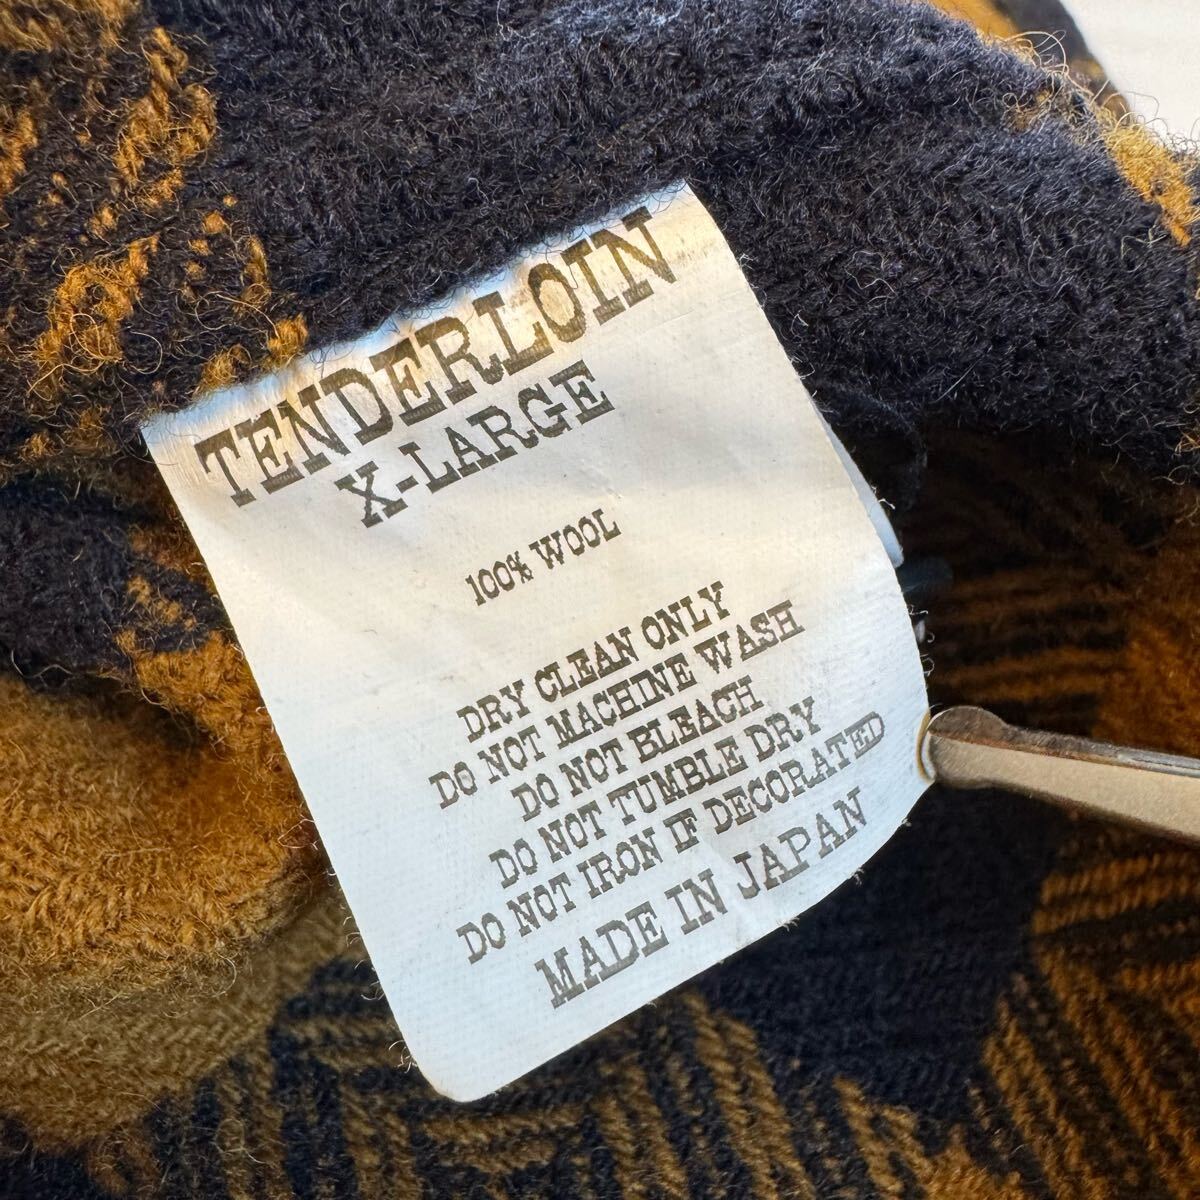 TENDERLOIN
X-LARGE
100% WOOL
DRY CLEAN ONLY
DO NOT MACHINE WASH
DO NOT BLEACH
DO NOT TUMBLE DRY
DO NOT IRON IF DECORATED
MADE IN JAPAN